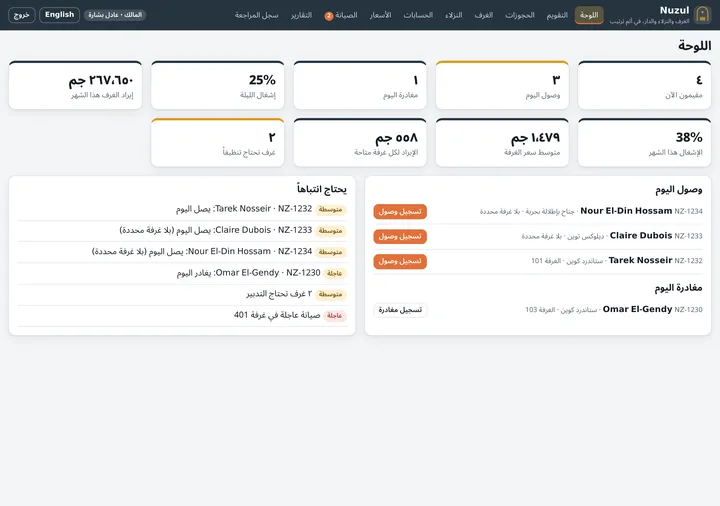 Nuzul
الغرف والنزلاء والدار، في أتم ترتيب
اللوحة
التقويم
الحجوزات
الغرف
النزلاء
الحسابات
الأسعار
الصيانة 2
التقارير
سجل المراجعة
المالك · عادل بشارة
English
خروج
اللوحة
٤
مقيمون الآن
٣
وصول اليوم
١
مغادرة اليوم
25%
إشغال الليلة
٢٦٧،٦٥٠ جم
إيراد الغرف هذا الشهر
38%
الإشغال هذا الشهر
١،٤٧٩ جم
متوسط سعر الغرفة
٥٥٨ جم
الإيراد لكل غرفة متاحة
٢
غرف تحتاج تنظيفاً
وصول اليوم
NZ-1234 Nour El-Din Hossam · جناح بإطلالة بحرية · بلا غرفة محددة
تسجيل وصول
NZ-1233 Claire Dubois · ديلوكس توين · بلا غرفة محددة
تسجيل وصول
NZ-1232 Tarek Nosseir · ستاندرد كوين · الغرفة 101
تسجيل وصول
مغادرة اليوم
NZ-1230 Omar El-Gendy · ستاندرد كوين · الغرفة 103
تسجيل مغادرة
يحتاج انتباهاً
متوسطة Tarek Nosseir · NZ-1232: يصل اليوم
متوسطة Claire Dubois · NZ-1233: يصل اليوم (بلا غرفة محددة)
متوسطة Nour El-Din Hossam · NZ-1234: يصل اليوم (بلا غرفة محددة)
عاجلة Omar El-Gendy · NZ-1230: يغادر اليوم
متوسطة ٢ غرف تحتاج التدبير
عاجلة صيانة عاجلة في غرفة 401